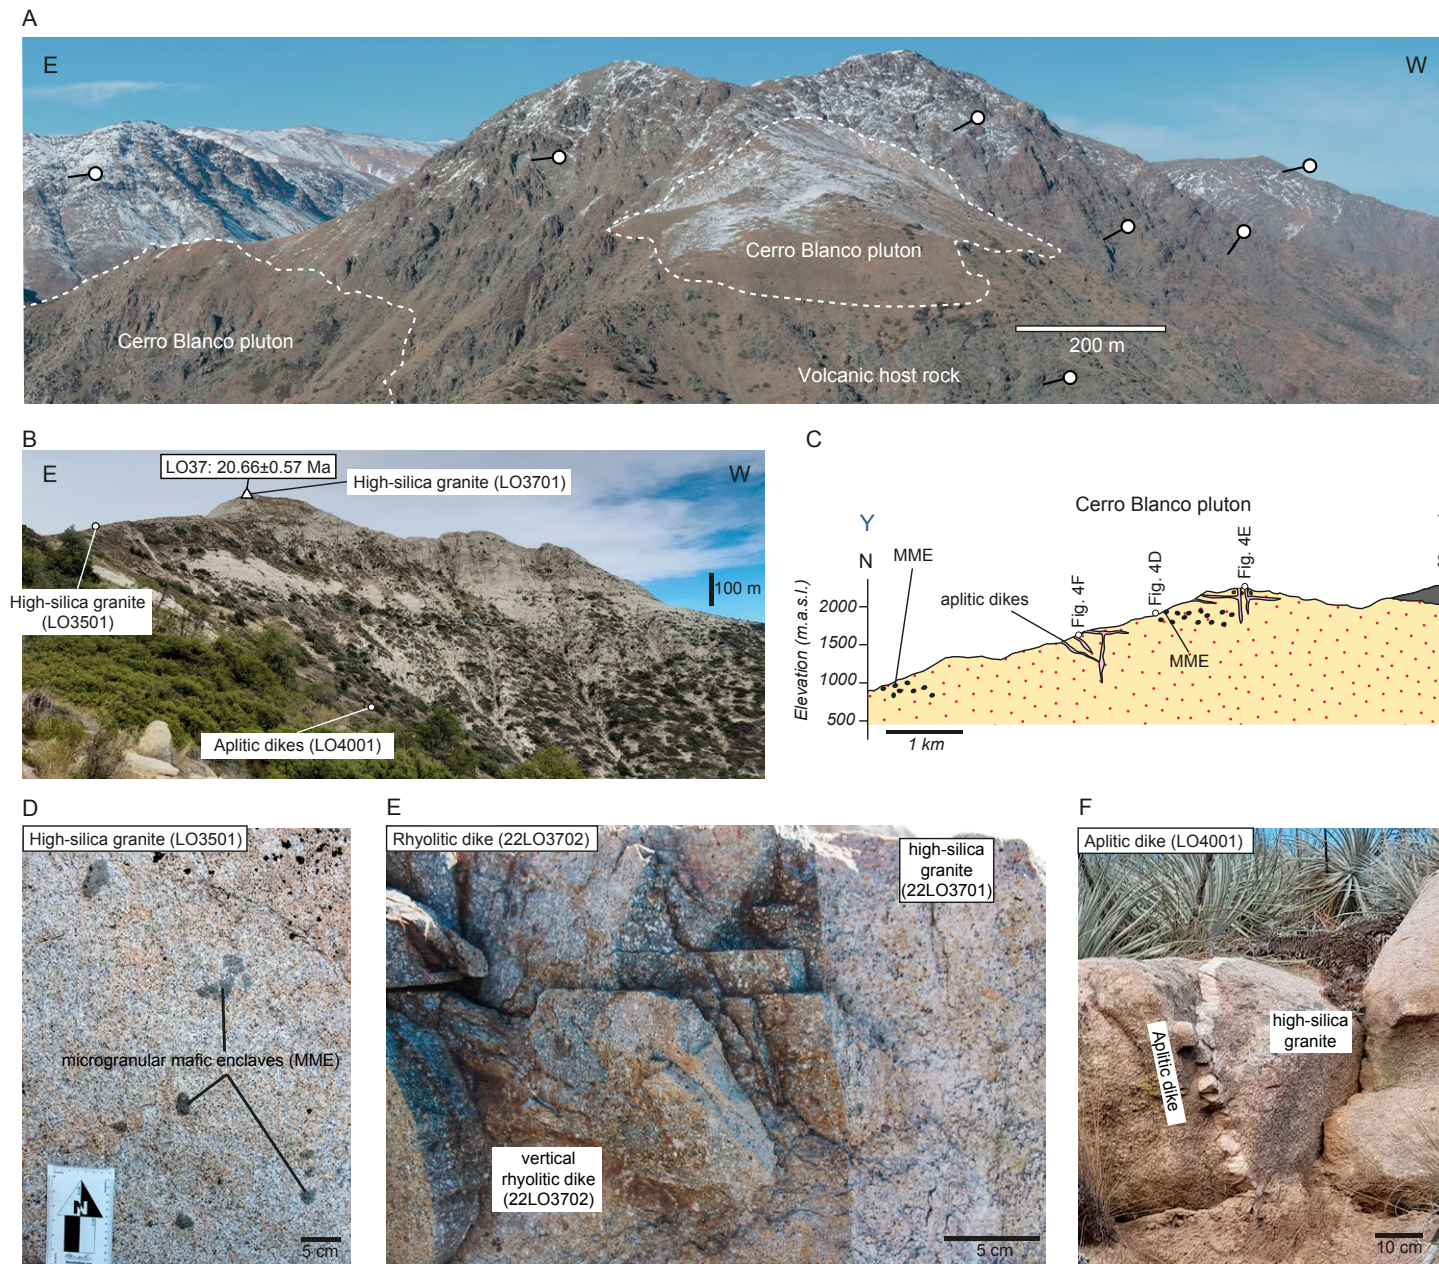 A
E
W
Cerro Blanco pluton
Cerro Blanco pluton
200 m
Volcanic host rock
B
E
W
LO37: 20.66±0.57 Ma
High-silica granite (LO3701)
100 m
High-silica granite
(LO3501)
Aplitic dikes (LO4001)
C
Cerro Blanco pluton
Y
N
MME
aplitic dikes
Fig. 4F
Fig. 4D
Fig. 4E
MME
Elevation (m.a.s.l.)
2000
1500
1000
500
1 km
D
High-silica granite (LO3501)
microgranular mafic enclaves (MME)
N
5 cm
E
Rhyolitic dike (22LO3702)
high-silica
granite
(22LO3701)
vertical
rhyolitic dike
(22LO3702)
5 cm
F
Aplitic dike (LO4001)
Aplitic dike
high-silica
granite
10 cm